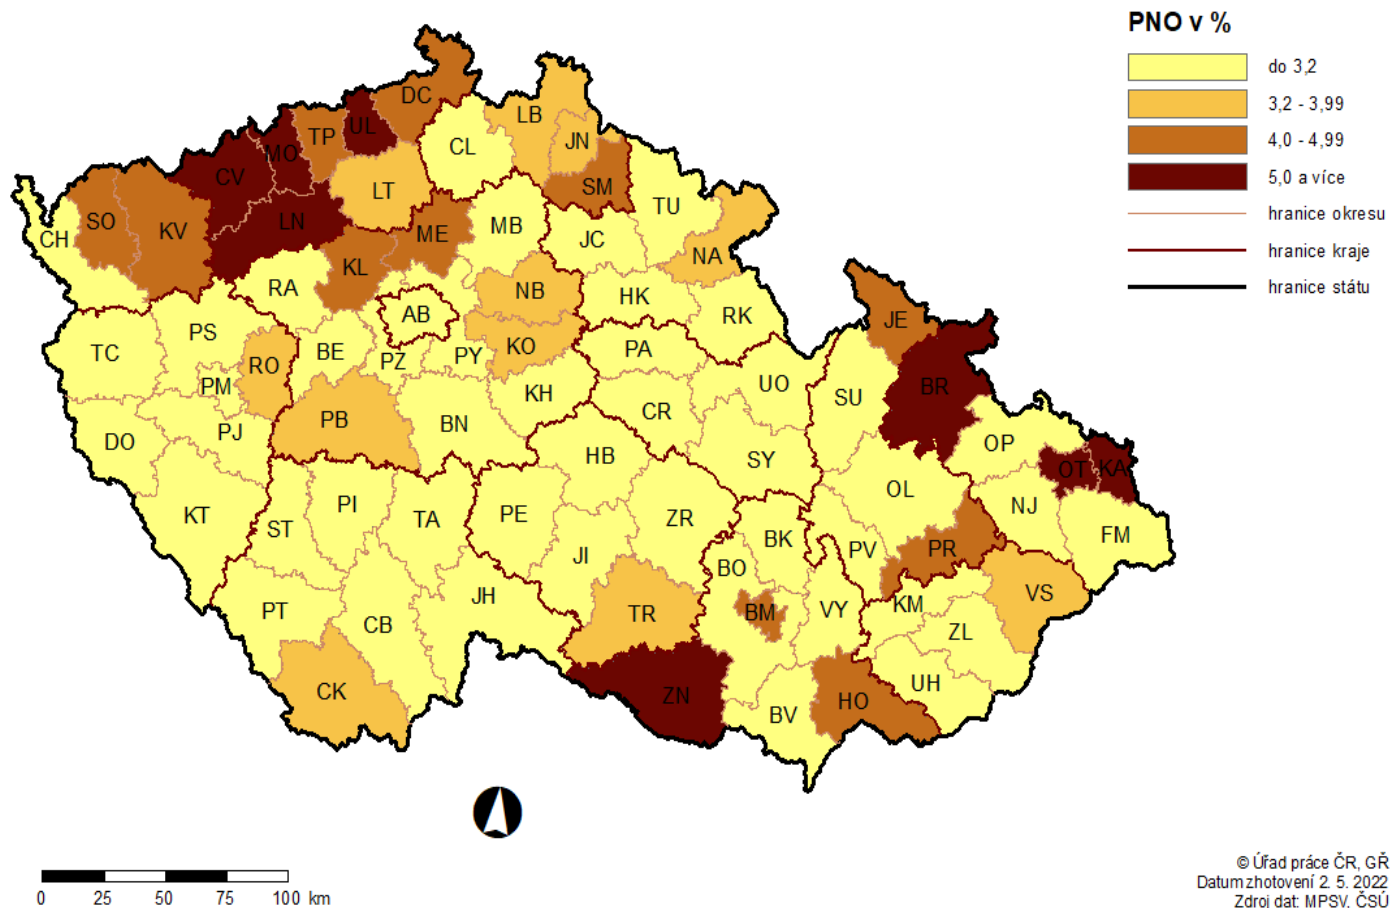 PNO v %
do 3,2
3,2 - 3,99
4,0 - 4,99
5,0 a více
hranice okresu
hranice kraje
hranice státu
DC
LB
UL
TP
JN
CL
MO
CV
LT
SM
TU
SO
KV
LN
ME
MB
JC
CH
NA
KL
RA
NB
HK
AB
RK
JE
PS
TC
RO
BE
PZ
PY
KO
PA
PM
UO
SU
BR
KH
CR
PB
BN
PJ
DO
OP
HB
SY
OT
KA
OL
KT
PI
ST
TA
PE
ZR
NJ
FM
BK
JI
PV
PR
BO
VS
JH
PT
CB
TR
BM
VY
KM
ZL
CK
ZN
UH
HO
BV
0 25 50 75 100 km
© Úřad práce ČR, GŘ
Datum zhotovení 2. 5. 2022
Zdroj dat: MPSV, ČSÚ